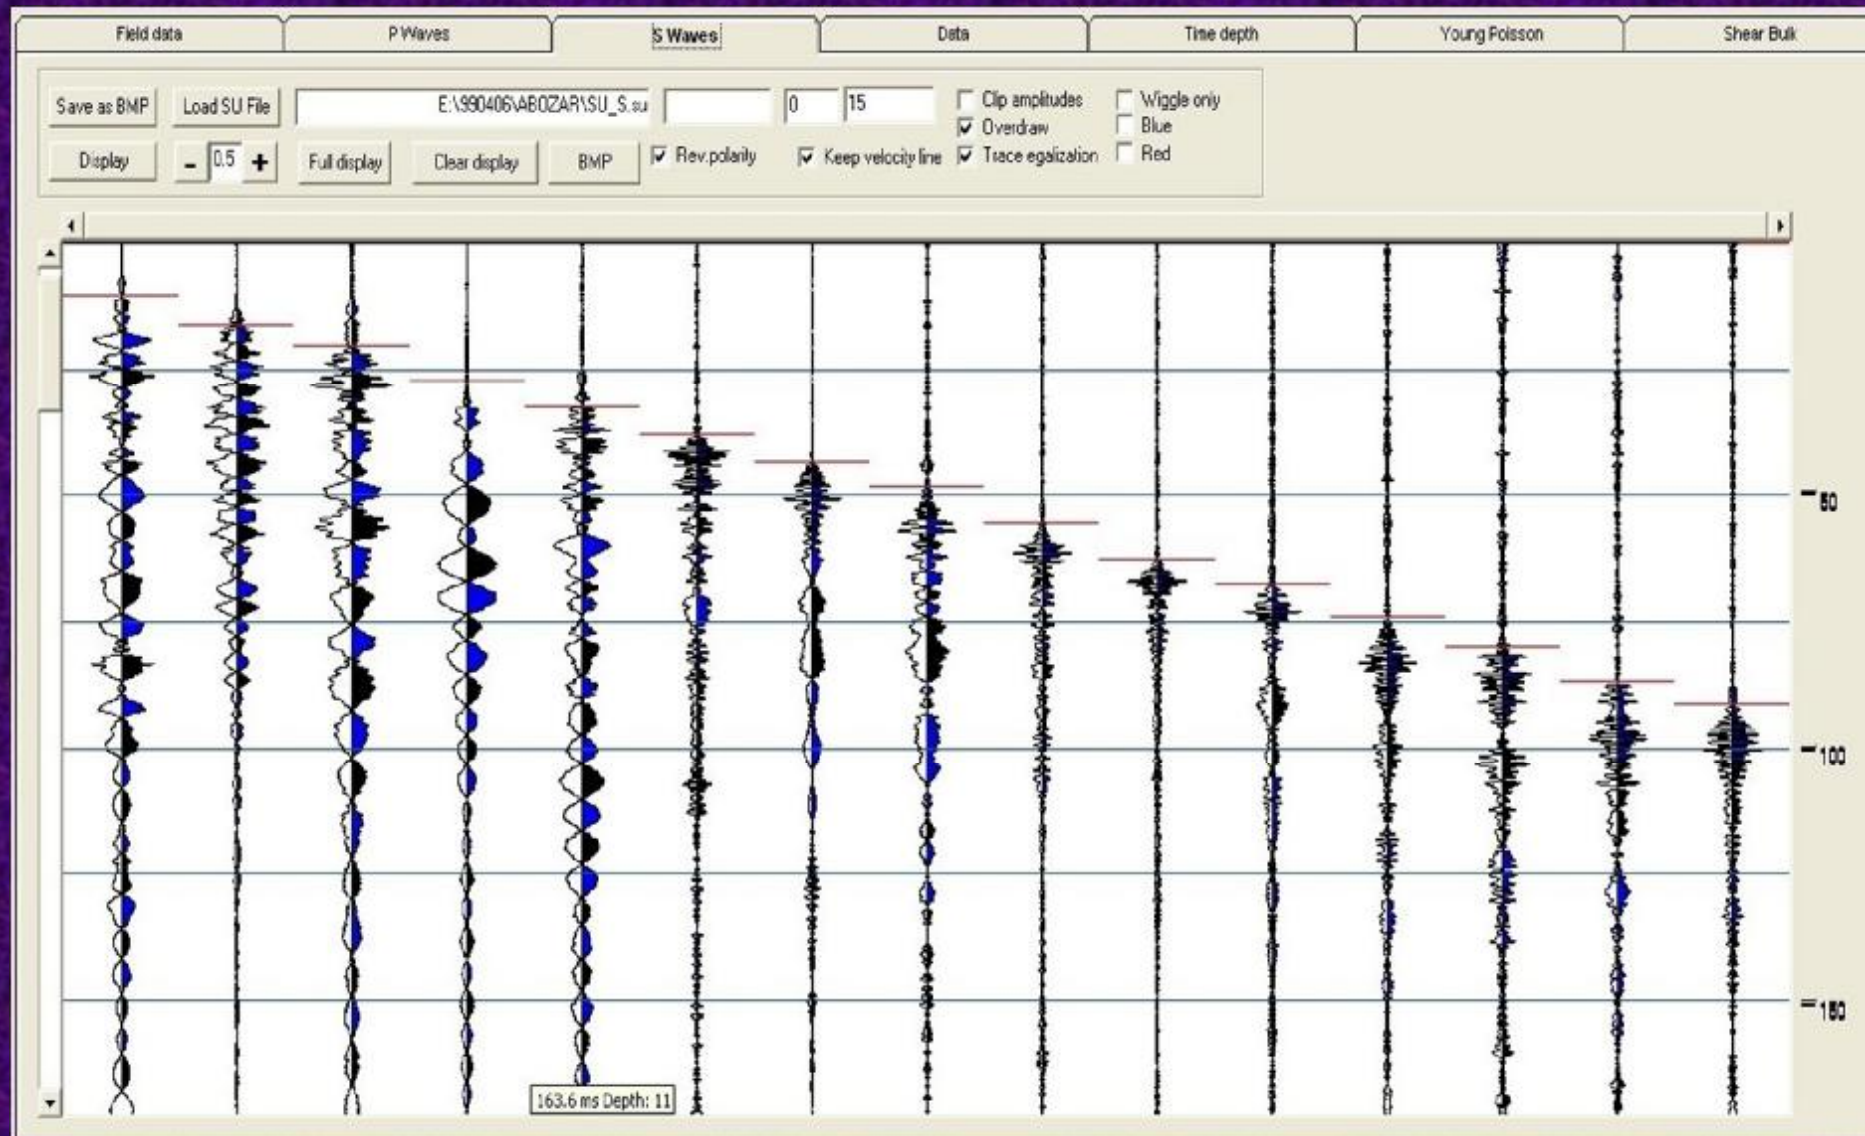 Field data P Waves S Waves Data Time depth Young Poisson Shear Bulk
Save as BMP Load SU File E:\990406\ABOZAR\SU_S.su 0 15 Clip amplitudes Wiggle only
Overdraw Blue
Display - 0.5 + Full display Clear display BMP Rev.polarity Keep velocity line Trace egalization Red
50
100
150
163.6 ms Depth: 11